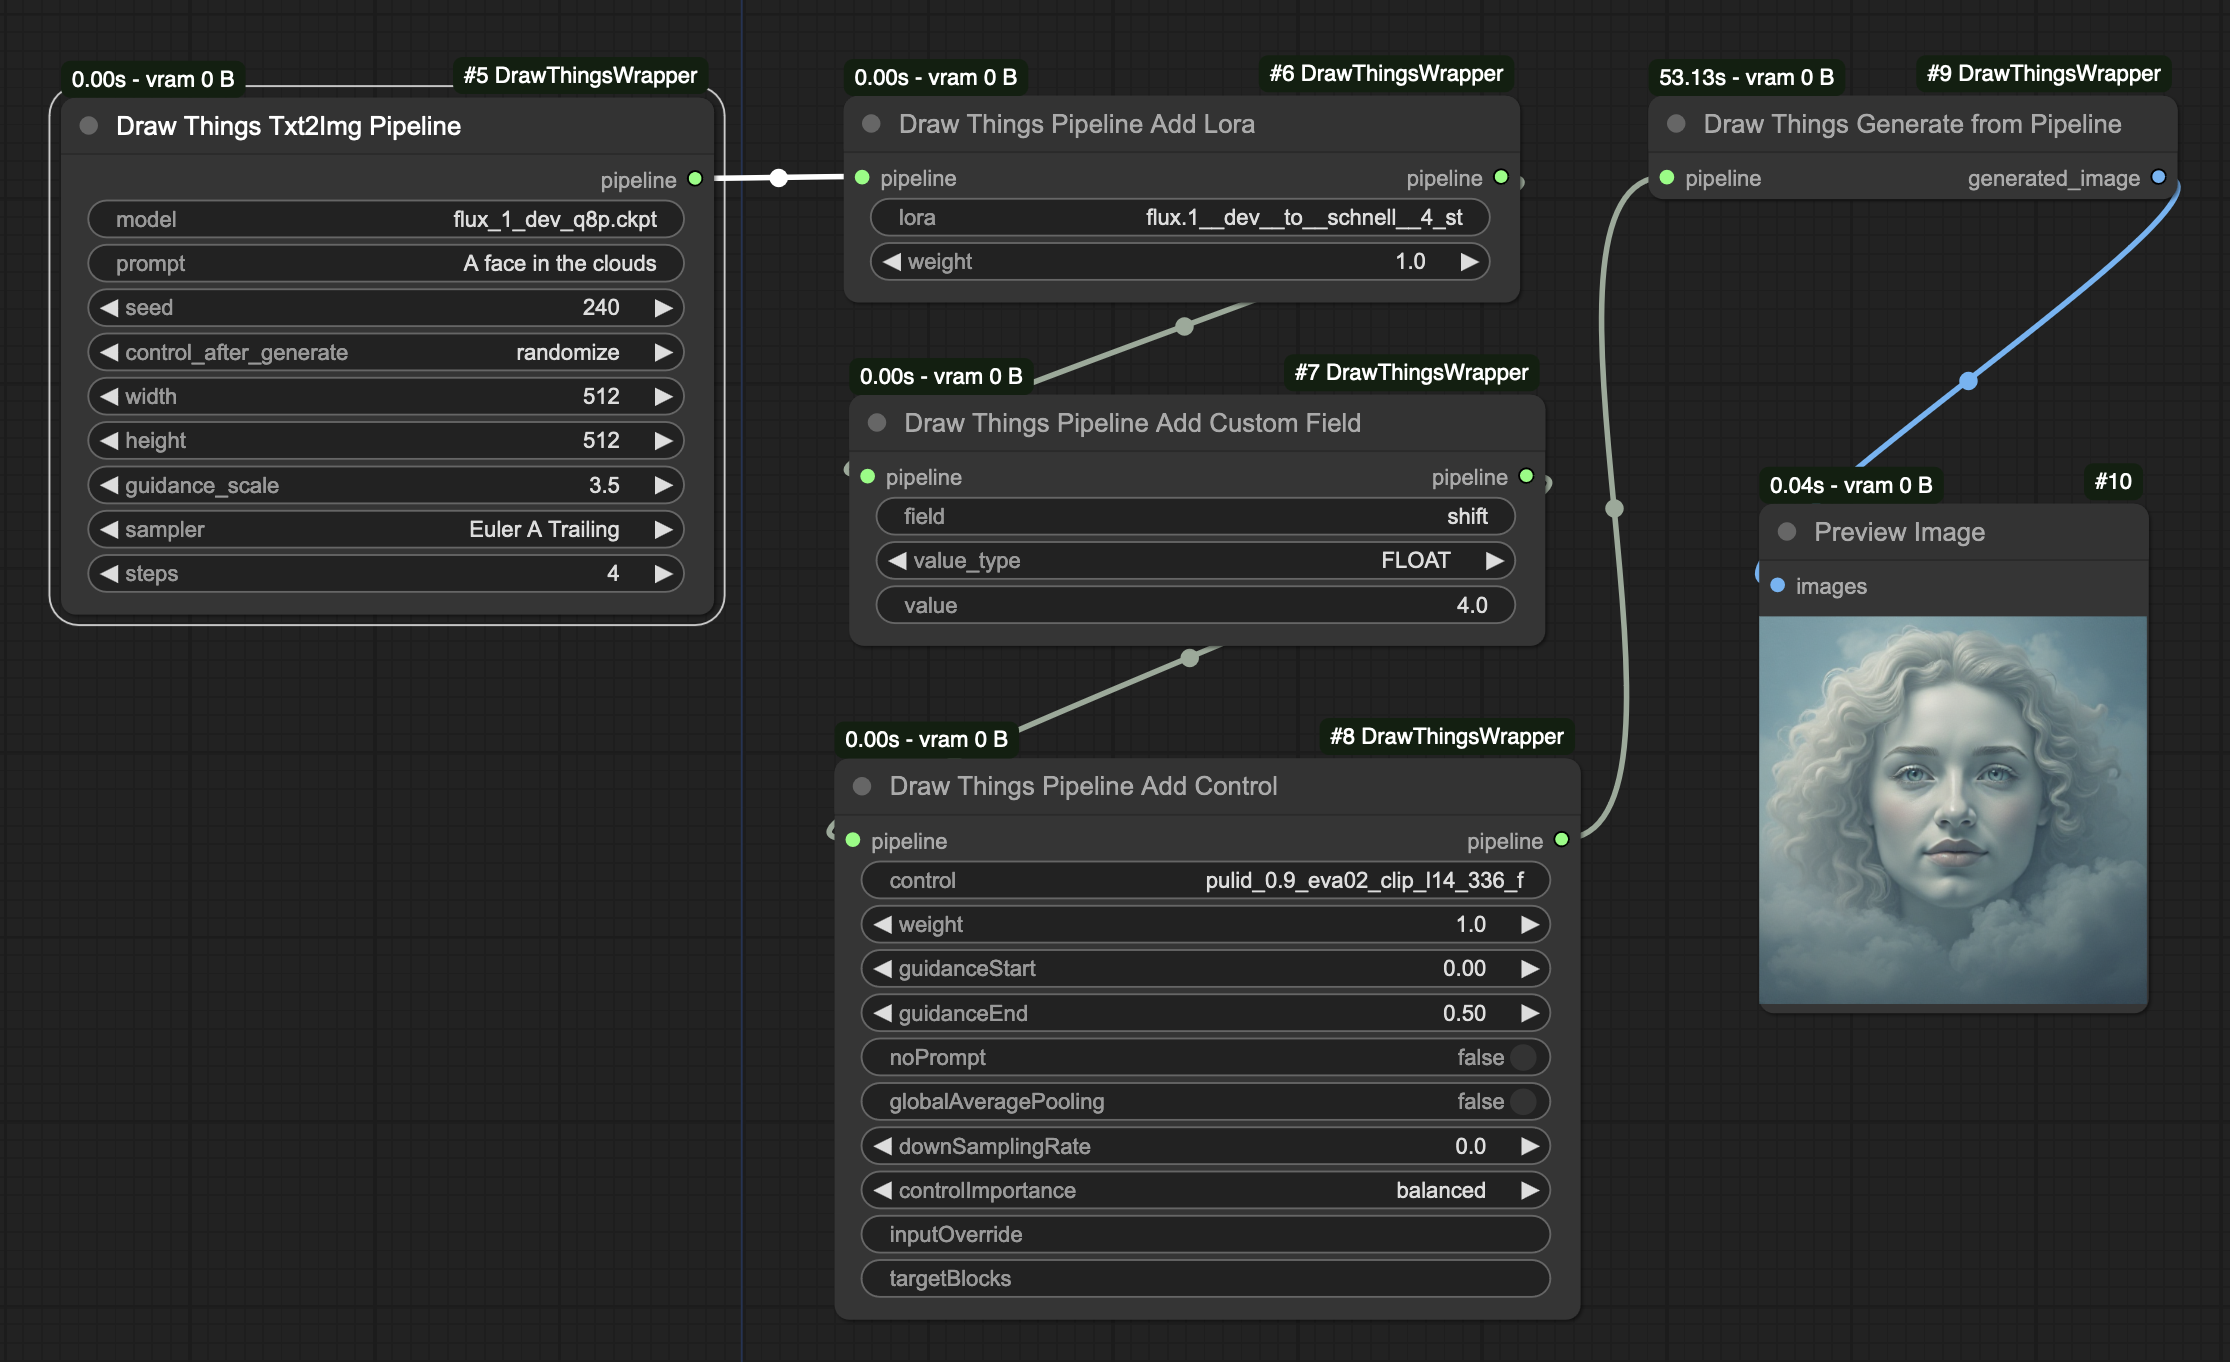 0.00s - vram 0 B
#5 DrawThingsWrapper
Draw Things Txt2Img Pipeline
pipeline
model flux_1_dev_q8p.ckpt
prompt A face in the clouds
seed 240
control_after_generate randomize
width 512
height 512
guidance_scale 3.5
sampler Euler A Trailing
steps 4
0.00s - vram 0 B
#6 DrawThingsWrapper
Draw Things Pipeline Add Lora
pipeline pipeline
lora flux.1__dev__to__schnell__4_st
weight 1.0
0.00s - vram 0 B
#7 DrawThingsWrapper
Draw Things Pipeline Add Custom Field
pipeline pipeline
field shift
value_type FLOAT
value 4.0
0.00s - vram 0 B
#8 DrawThingsWrapper
Draw Things Pipeline Add Control
pipeline pipeline
control pulid_0.9_eva02_clip_l14_336_f
weight 1.0
guidanceStart 0.00
guidanceEnd 0.50
noPrompt false
globalAveragePooling false
downSamplingRate 0.0
controlImportance balanced
inputOverride
targetBlocks
53.13s - vram 0 B
#9 DrawThingsWrapper
Draw Things Generate from Pipeline
pipeline generated_image
0.04s - vram 0 B
#10
Preview Image
images